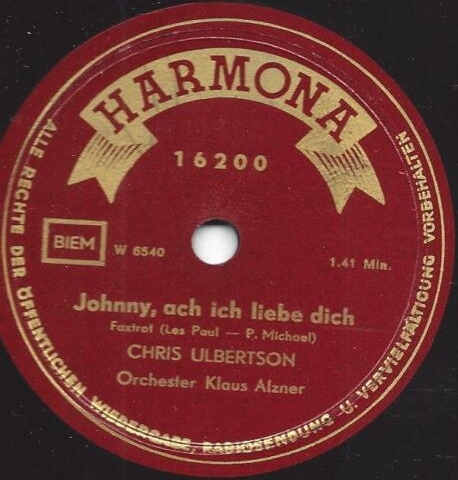 HARMONA
16200
BIEM
W 6540
1.41 Min.
Johnny, ach ich liebe dich
Foxtrot (Les Paul — P. Michael)
CHRIS ULBERTSON
Orchester Klaus Alzner
ALLE RECHTE DER ÖFFENTLICHEN WIEDERGABE, RADIOSENDUNG U. VERVIELFÄLTIGUNG VORBEHALTEN